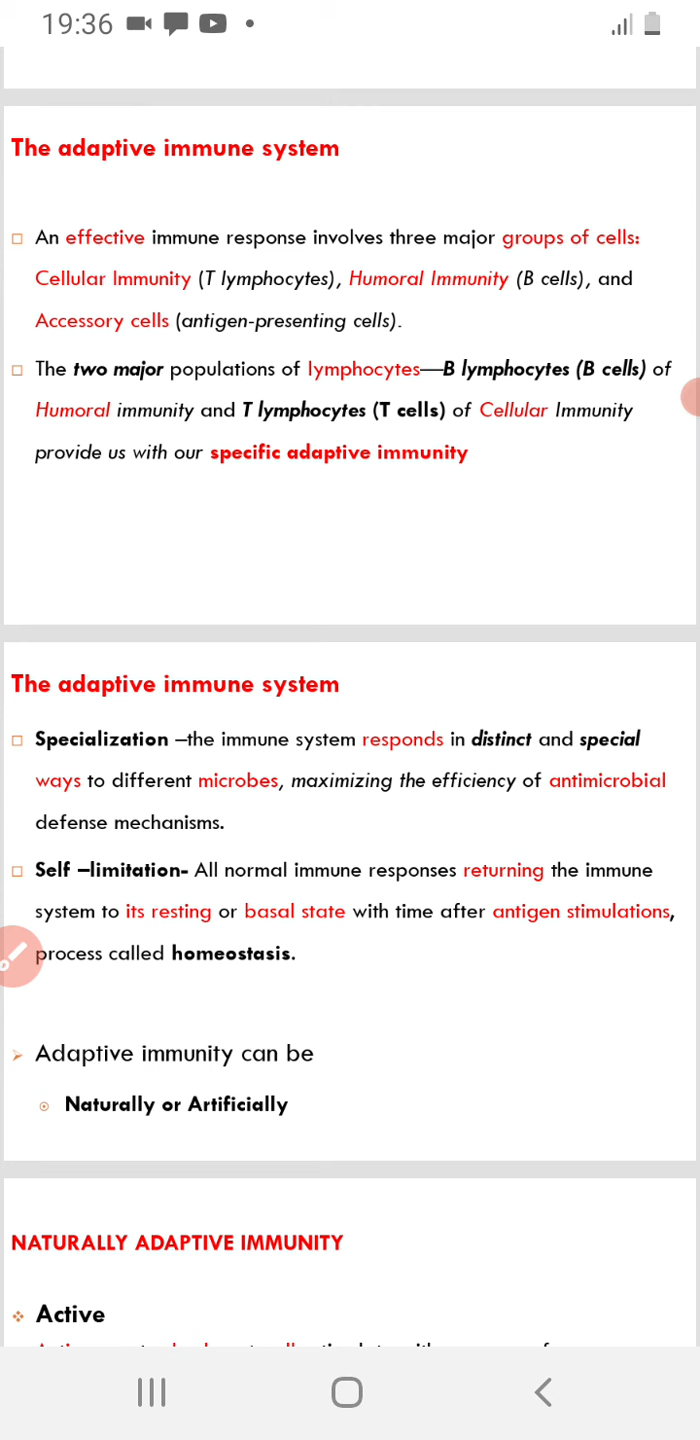 19:36
The adaptive immune system
An effective immune response involves three major groups of cells:
Cellular Immunity (T lymphocytes), Humoral Immunity (B cells), and
Accessory cells (antigen-presenting cells).
The two major populations of lymphocytes—B lymphocytes (B cells) of
Humoral immunity and T lymphocytes (T cells) of Cellular Immunity
provide us with our specific adaptive immunity
The adaptive immune system
Specialization –the immune system responds in distinct and special
ways to different microbes, maximizing the efficiency of antimicrobial
defense mechanisms.
Self –limitation- All normal immune responses returning the immune
system to its resting or basal state with time after antigen stimulations,
process called homeostasis.
Adaptive immunity can be
Naturally or Artificially
NATURALLY ADAPTIVE IMMUNITY
Active